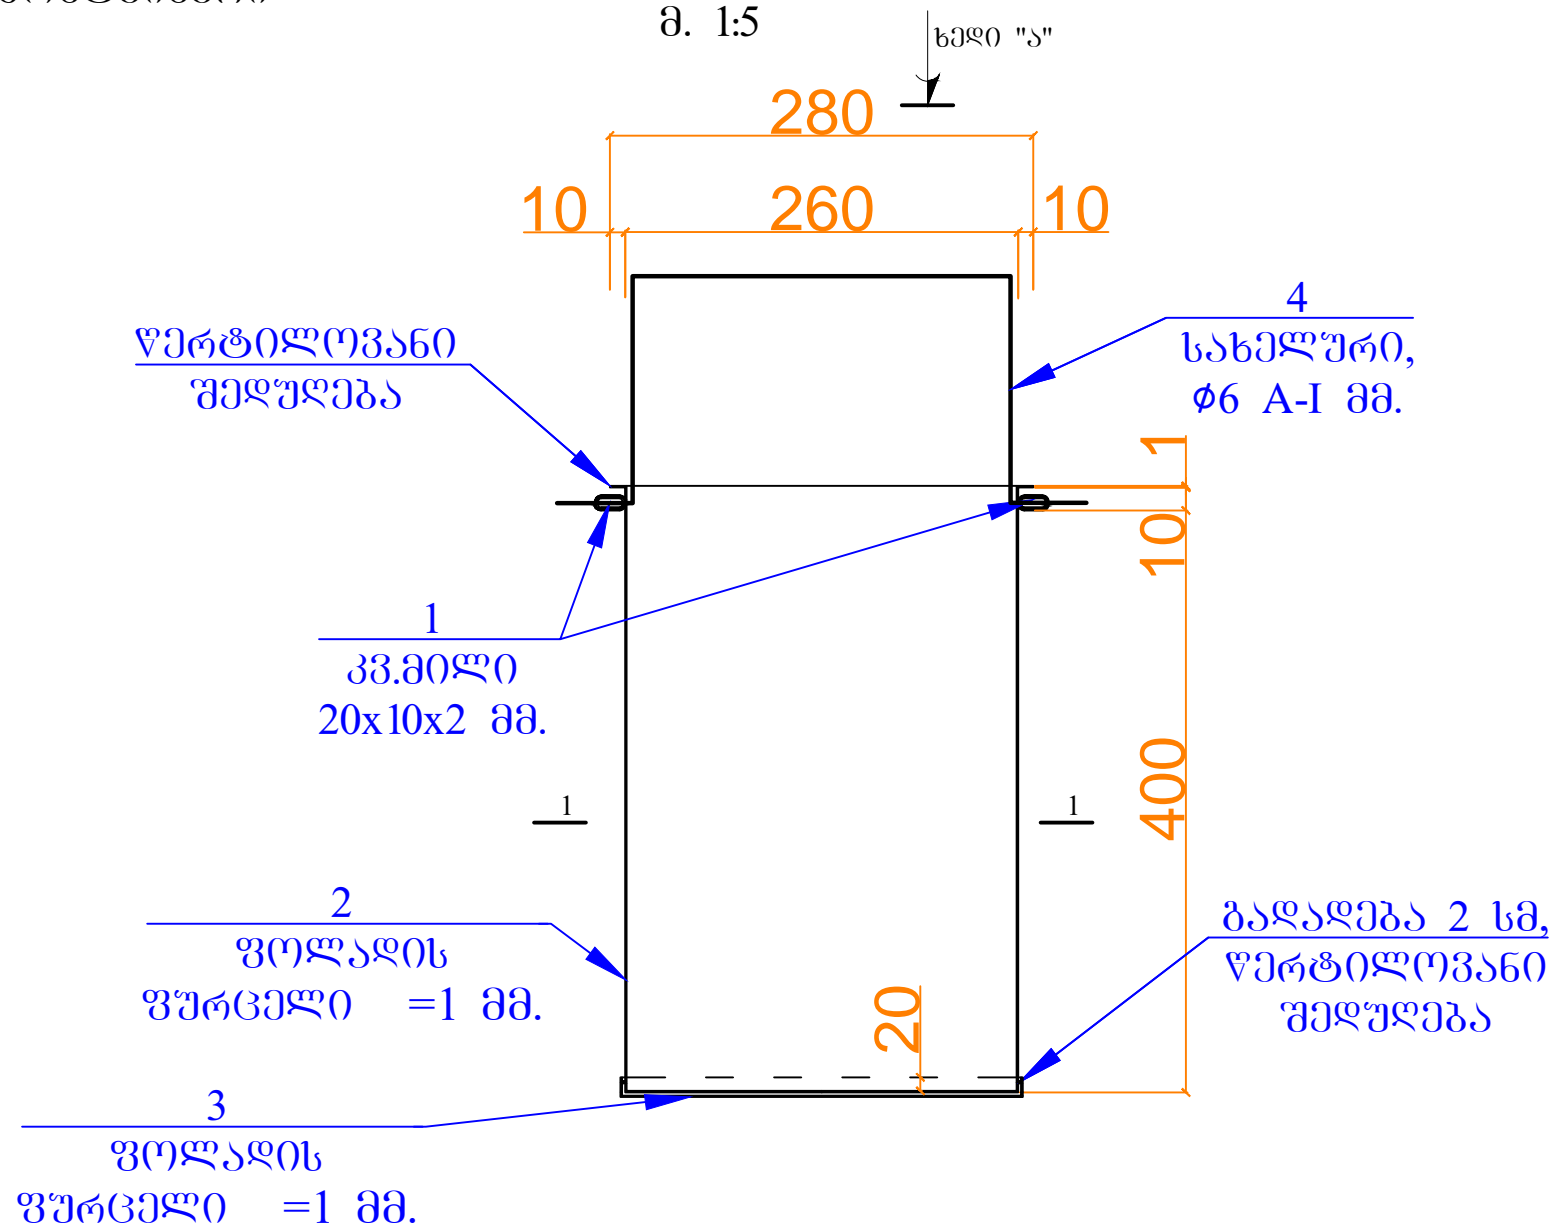 მ. 1:5
ხედი "ა"
280
10
260
10
წერტილოვანი
შედუღება
4
სახელური,
ϕ6 A-I მმ.
1
10
1
კვ.მილი
20x10x2 მმ.
400
1
1
2
ფოლადის
ფურცელი =1 მმ.
გადადება 2 სმ,
წერტილოვანი
შედუღება
20
3
ფოლადის
ფურცელი =1 მმ.